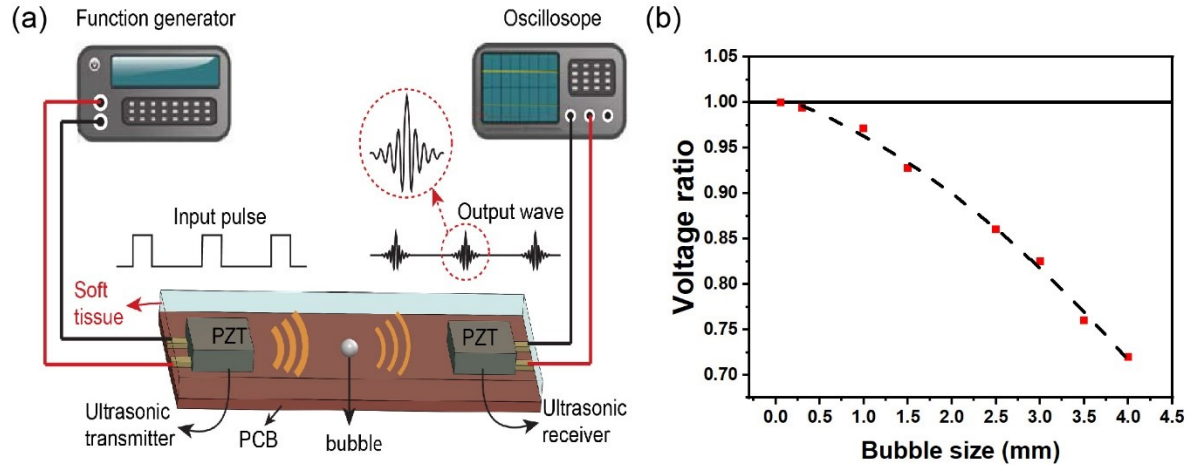 (a)
Function generator
Oscillosope
Input pulse
Output wave
Soft
tissue
PZT
PZT
Ultrasonic
transmitter
PCB
bubble
Ultrasonic
receiver
(b)
1.05
1.00
0.95
0.90
0.85
0.80
0.75
0.70
Voltage ratio
0.0 0.5 1.0 1.5 2.0 2.5 3.0 3.5 4.0 4.5
Bubble size (mm)